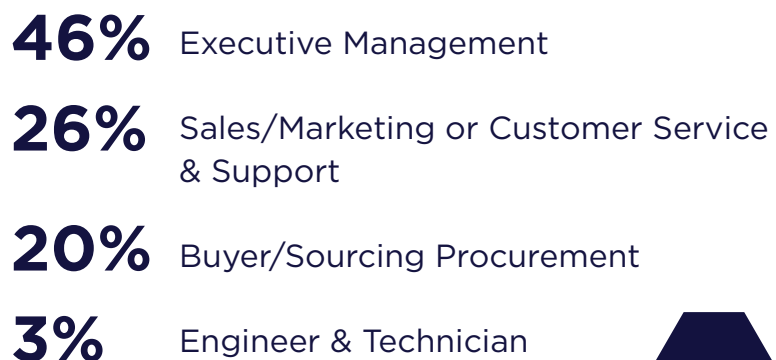 46% Executive Management
26% Sales/Marketing or Customer Service
& Support
20% Buyer/Sourcing Procurement
3% Engineer & Technician